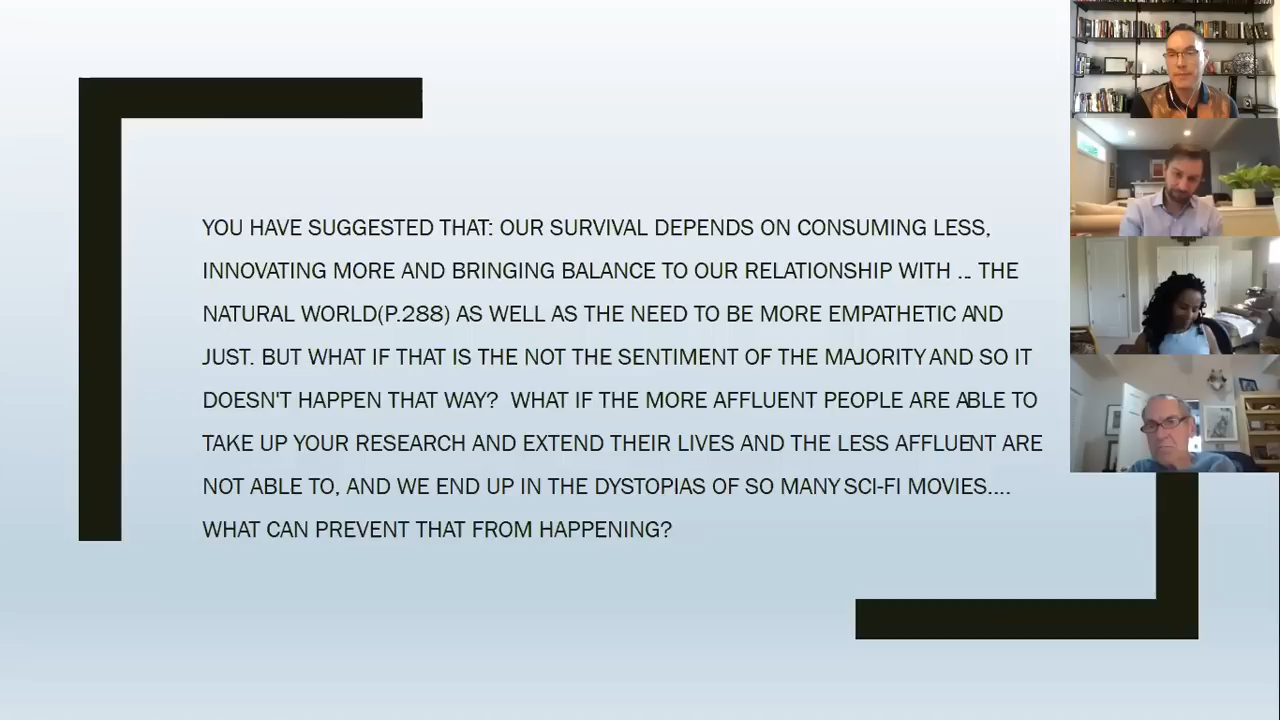 YOU HAVE SUGGESTED THAT: OUR SURVIVAL DEPENDS ON CONSUMING LESS,
INNOVATING MORE AND BRINGING BALANCE TO OUR RELATIONSHIP WITH .. THE
NATURAL WORLD(P.288) AS WELL AS THE NEED TO BE MORE EMPATHETIC AND
JUST. BUT WHAT IF THAT IS THE NOT THE SENTIMENT OF THE MAJORITY AND SO IT
DOESN'T HAPPEN THAT WAY? WHAT IF THE MORE AFFLUENT PEOPLE ARE ABLE TO
TAKE UP YOUR RESEARCH AND EXTEND THEIR LIVES AND THE LESS AFFLUENT ARE
NOT ABLE TO, AND WE END UP IN THE DYSTOPIAS OF SO MANY SCI-FI MOVIES....
WHAT CAN PREVENT THAT FROM HAPPENING?